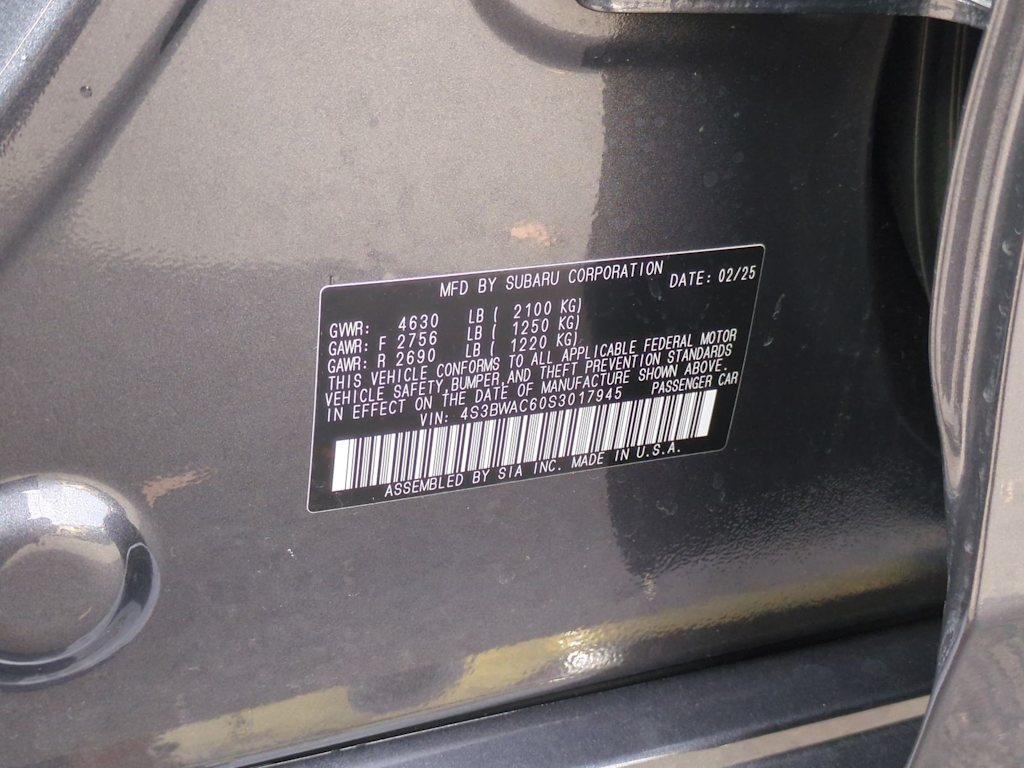 MFD BY SUBARU CORPORATION DATE: 02/25
GVWR: 4630 LB ( 2100 KG)
GAWR: F 2756 LB ( 1250 KG)
GAWR: R 2690 LB ( 1220 KG)
THIS VEHICLE CONFORMS TO ALL APPLICABLE FEDERAL MOTOR
VEHICLE SAFETY,BUMPER,AND THEFT PREVENTION STANDARDS
IN EFFECT ON THE DATE OF MANUFACTURE SHOWN ABOVE.
VIN: 4S3BWAC60S3017945 PASSENGER CAR
ASSEMBLED BY SIA INC. MADE IN U.S.A.